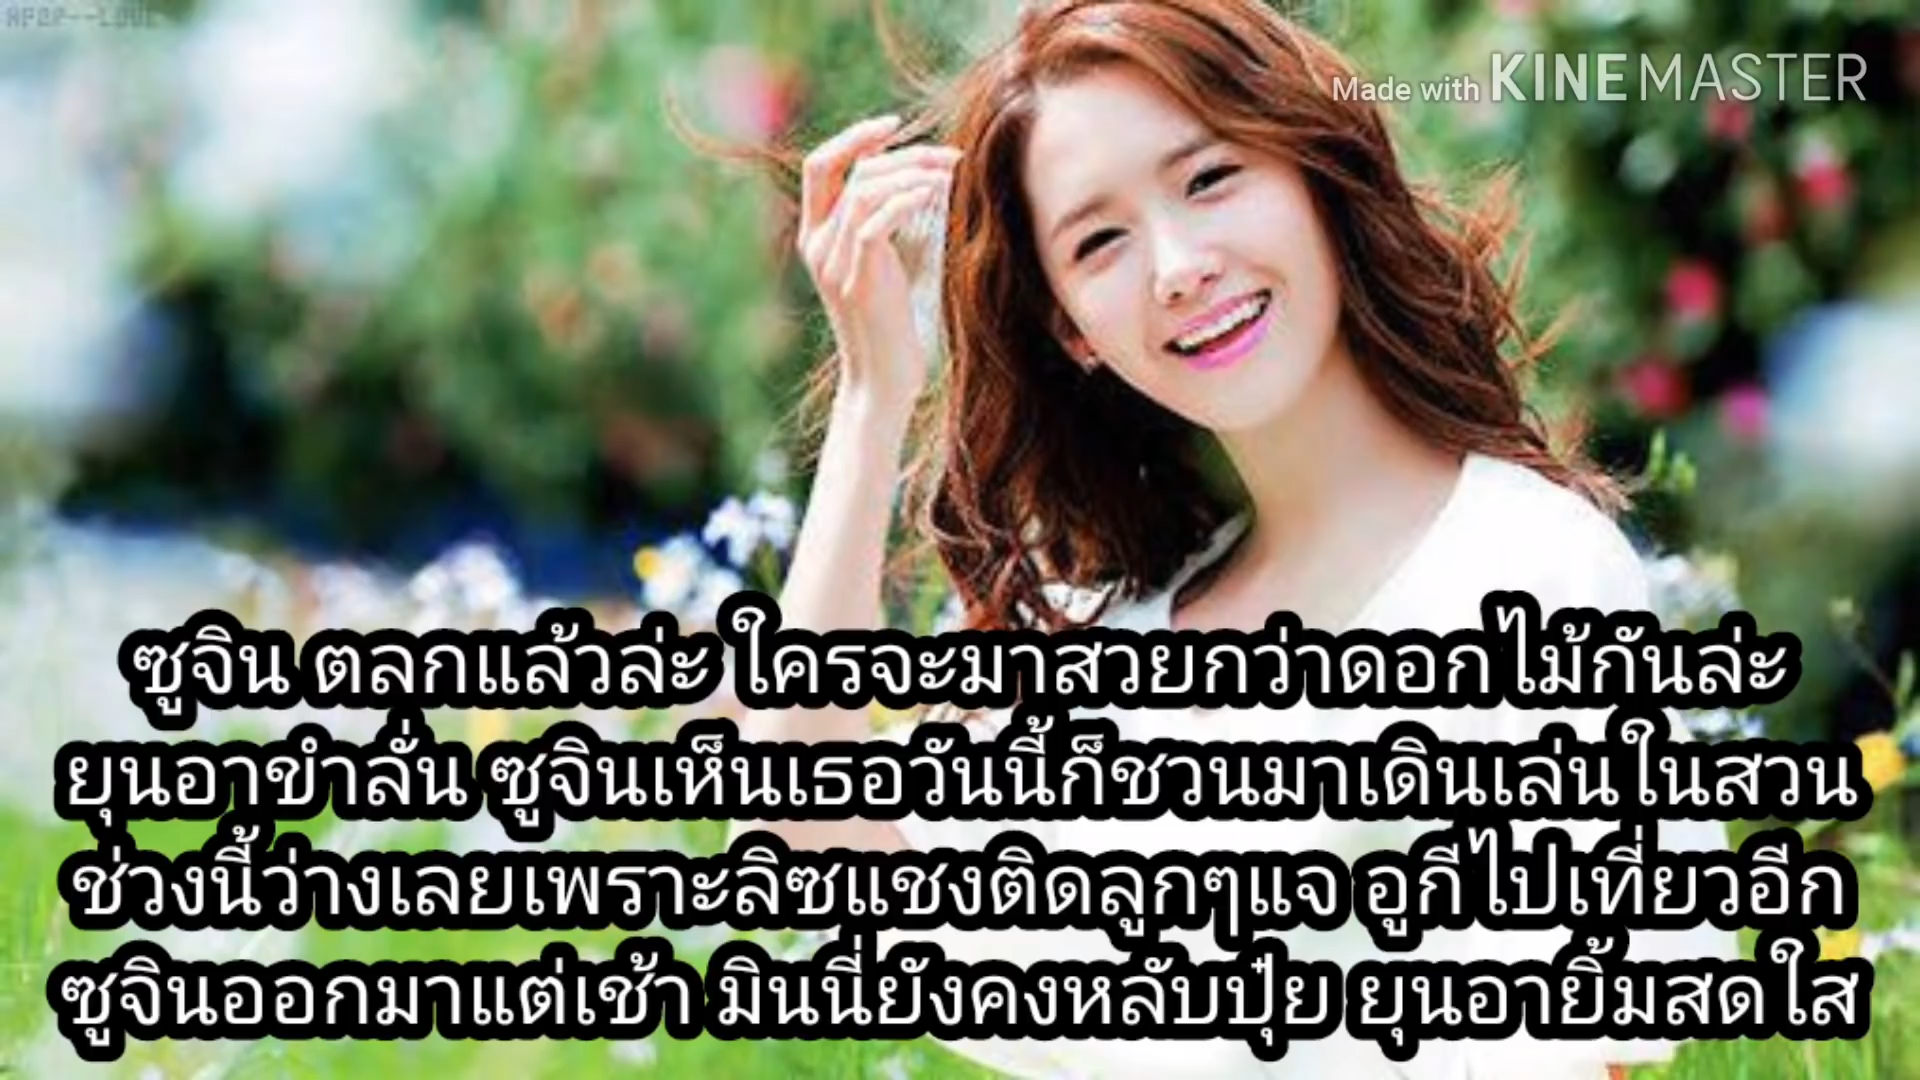 Made with KINEMASTER
ซูจิน ตลกแล้วล่ะ ใครจะมาสวยกว่าดอกไม้กันล่ะ
ยุนอาขำลั่น ซูจินเห็นเธอวันนี้ก็ชวนมาเดินเล่นในสวน
ช่วงนี้ว่างเลยเพราะลิซแชงติดลูกๆแจ อูกีไปเที่ยวอีก
ซูจินออกมาแต่เช้า มินนี่ยังคงหลับปุ๋ย ยุนอายิ้มสดใส